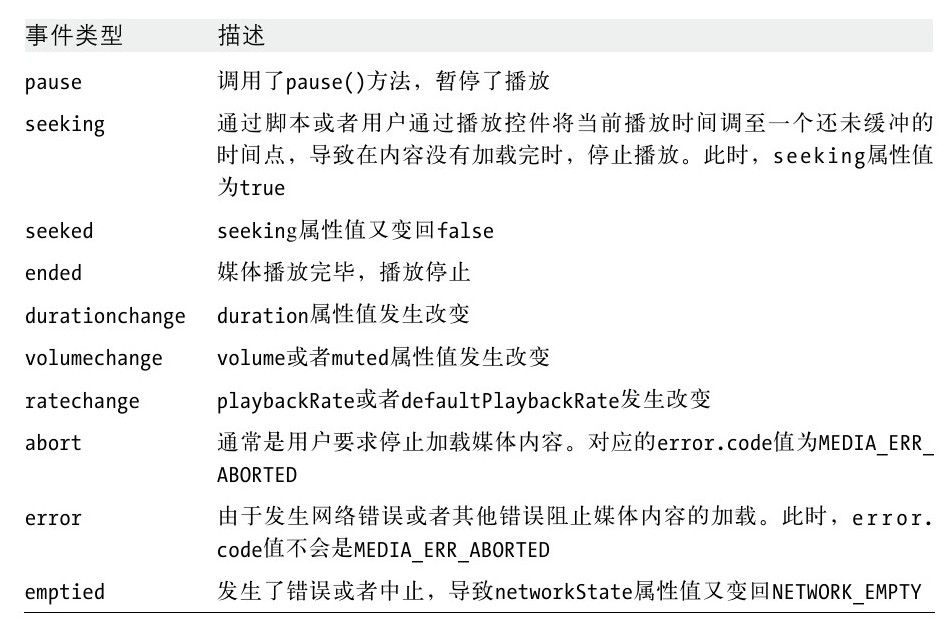 事件类型 描述
pause 调用了pause()方法，暂停了播放
seeking 通过脚本或者用户通过播放控件将当前播放时间调至一个还未缓冲的
时间点，导致在内容没有加载完时，停止播放。此时，seeking属性值
为true
seeked seeking属性值又变回false
ended 媒体播放完毕，播放停止
durationchange duration属性值发生改变
volumechange volume或者muted属性值发生改变
ratechange playbackRate或者defaultPlaybackRate发生改变
abort 通常是用户要求停止加载媒体内容。对应的error.code值为MEDIA_ERR_
ABORTED
error 由于发生网络错误或者其他错误阻止媒体内容的加载。此时，error.
code值不会是MEDIA_ERR_ABORTED
emptied 发生了错误或者中止，导致networkState属性值又变回NETWORK_EMPTY